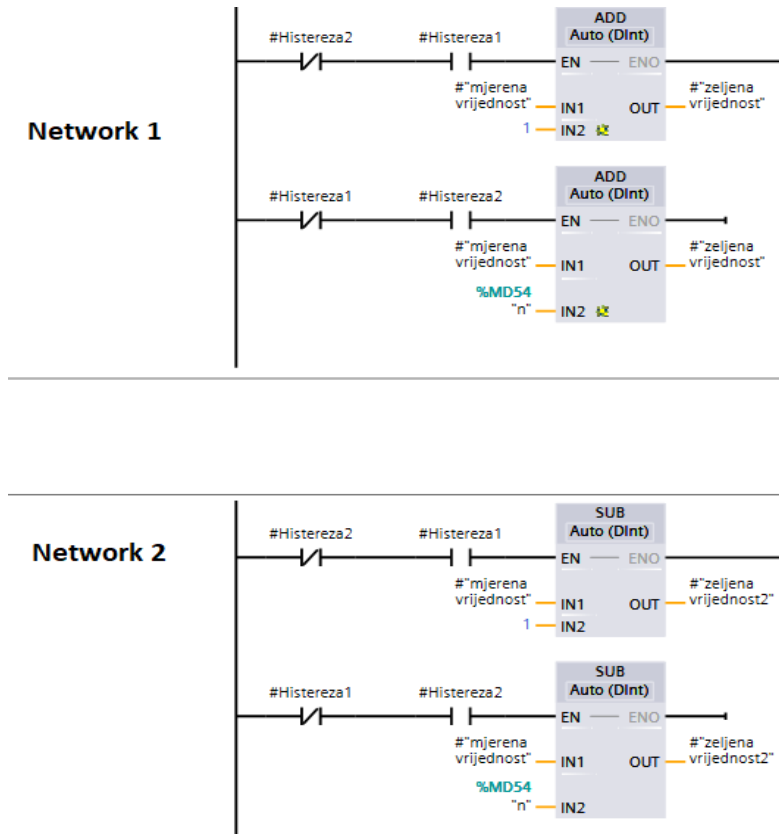 ADD
#Histereza2 #Histereza1 Auto (DInt)
EN ENO
#"mjerena
vrijednost" IN1 OUT #"zeljena
vrijednost"
1 IN2
Network 1
ADD
#Histereza1 #Histereza2 Auto (DInt)
EN ENO
#"mjerena
vrijednost" IN1 OUT #"zeljena
vrijednost"
%MD54
"n" IN2
SUB
#Histereza2 #Histereza1 Auto (DInt)
Network 2
EN ENO
#"mjerena
vrijednost" IN1 OUT #"zeljena
vrijednost2"
1 IN2
SUB
#Histereza1 #Histereza2 Auto (DInt)
EN ENO
#"mjerena
vrijednost" IN1 OUT #"zeljena
vrijednost2"
%MD54
"n" IN2